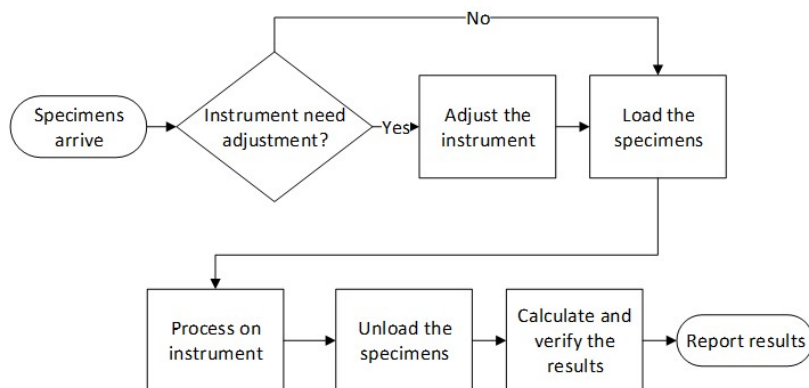 No
Specimens
arrive
Instrument need
adjustment?
Yes
Adjust the
instrument
Load the
specimens
Process on
instrument
Unload the
specimens
Calculate and
verify the
results
Report results